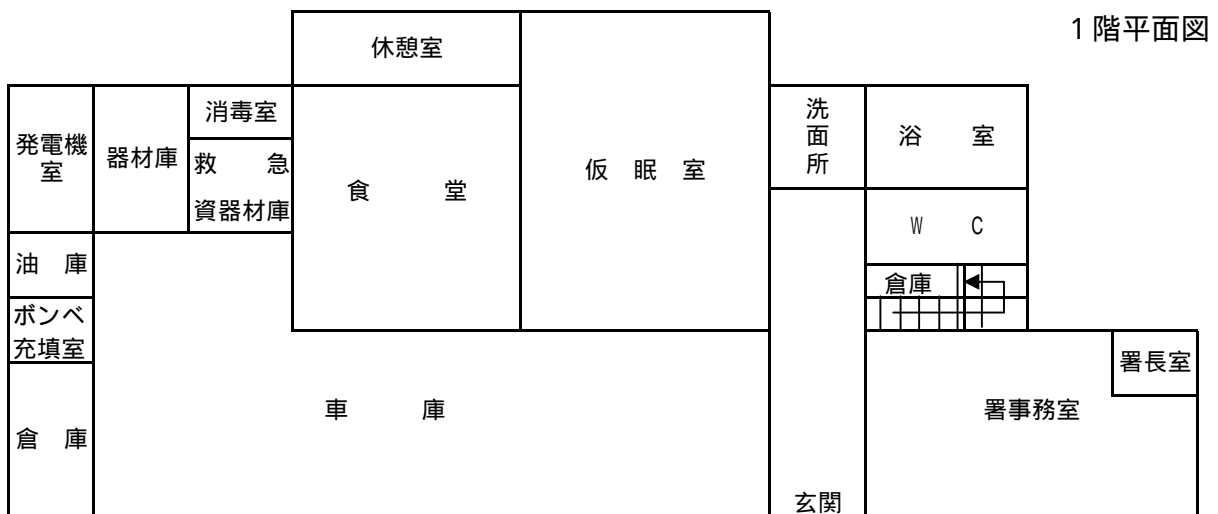 1階平面図
休憩室
消毒室
発電機
室
器材庫
救　急
資器材庫
食　堂
仮　眠　室
洗
面
所
浴　室
W　C
油　庫
倉庫
ボンベ
充填室
署長室
車　庫
署事務室
倉　庫
玄関